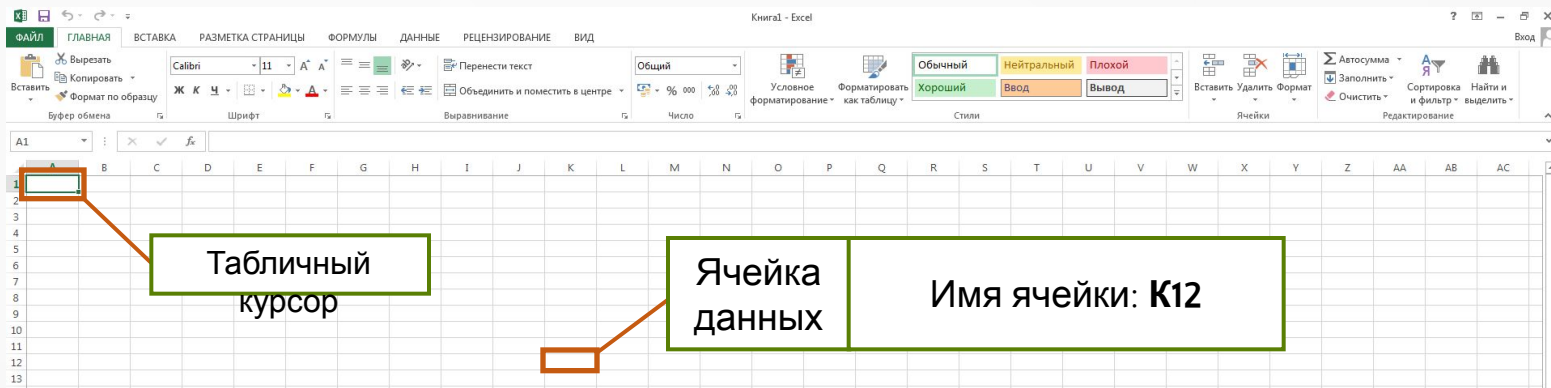 Книга1 - Excel
?
ФАЙЛ ГЛАВНАЯ ВСТАВКА РАЗМЕТКА СТРАНИЦЫ ФОРМУЛЫ ДАННЫЕ РЕЦЕНЗИРОВАНИЕ ВИД
Вход
Вставить
Вырезать
Копировать
Формат по образцу
Буфер обмена
Calibri 11
Ж К Ч
Шрифт
Перенести текст
Объединить и поместить в центре
Выравнивание
Общий
% 000
Число
Условное форматирование
Форматировать как таблицу
Обычный Нейтральный Плохой
Хороший Ввод Вывод
Стили
Вставить Удалить Формат
Ячейки
Автосумма
Заполнить
Очистить
Сортировка и фильтр
Найти и выделить
Редактирование
A1
fx
A B C D E F G H I J K L M N O P Q R S T U V W X Y Z AA AB AC
1
2
3
4
5
6
7
8
9
10
11
12
13
Табличный
курсор
Ячейка
данных
Имя ячейки: K12